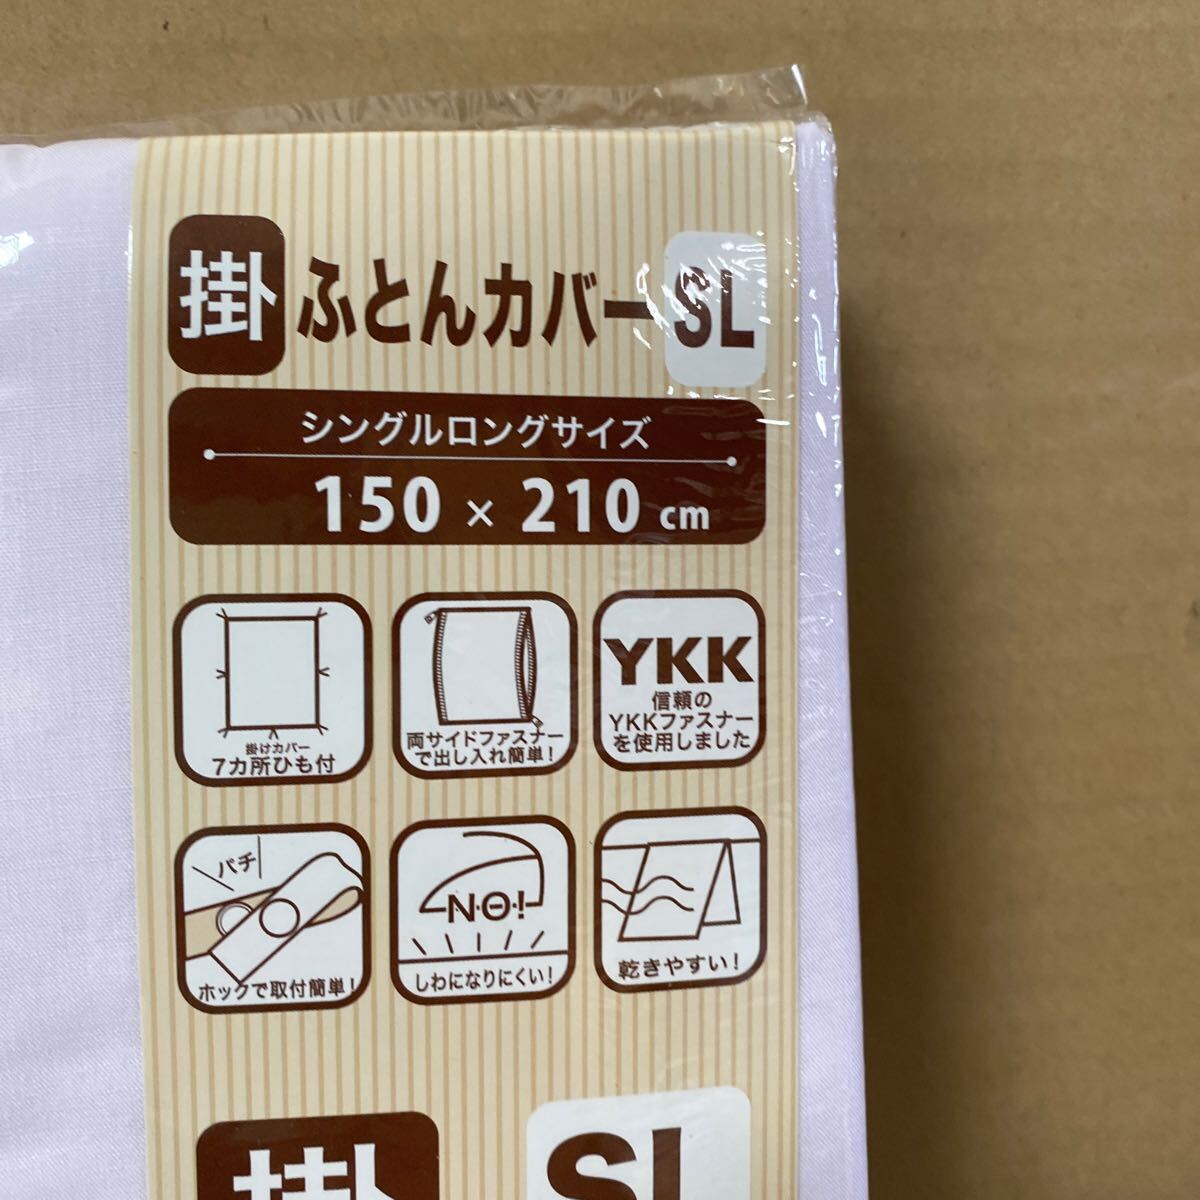 掛 ふとんカバー SL
シングルロングサイズ
150 × 210 cm
掛けカバー
7カ所ひも付
両サイドファスナー
で出し入れ簡単!
YKK
信頼の
YKKファスナー
を使用しました
パチ
ホックで取付簡単!
N・O!
しわになりにくい!
乾きやすい!
掛 SL